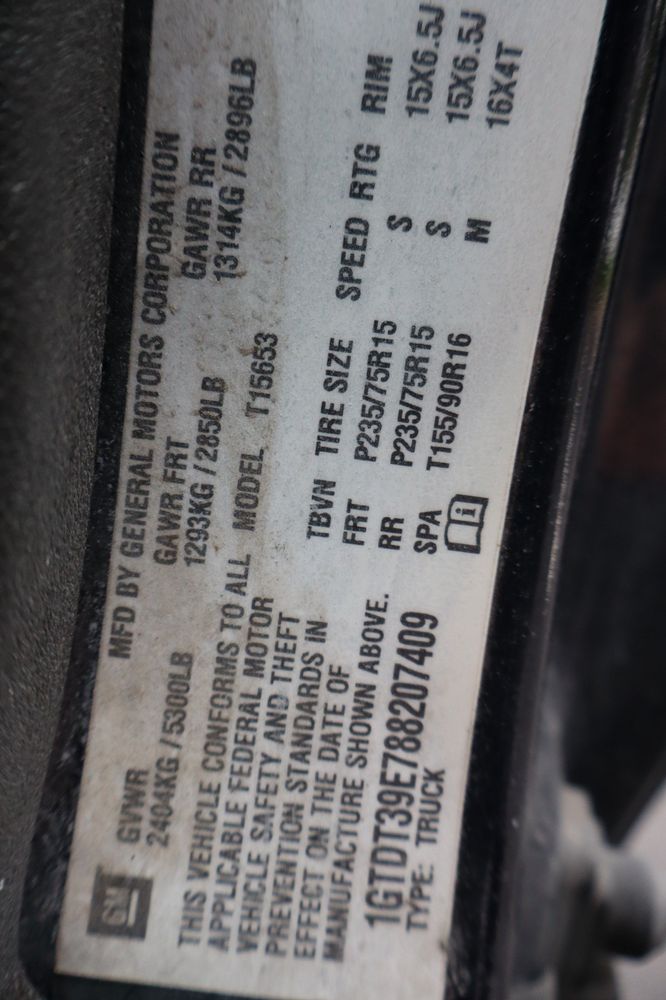 GM
MFD BY GENERAL MOTORS CORPORATION
GVWR GAWR FRT GAWR RR
2404KG/5300LB 1293KG/2850LB 1314KG/2896LB
THIS VEHICLE CONFORMS TO ALL MODEL T15653
APPLICABLE FEDERAL MOTOR
VEHICLE SAFETY AND THEFT
PREVENTION STANDARDS IN
EFFECT ON THE DATE OF
MANUFACTURE SHOWN ABOVE.
1GTDT39E788207409
TYPE: TRUCK
TBVN TIRE SIZE SPEED RTG RIM
FRT P235/75R15 S 15X6.5J
RR P235/75R15 S 15X6.5J
SPA T155/90R16 M 16X4T
i